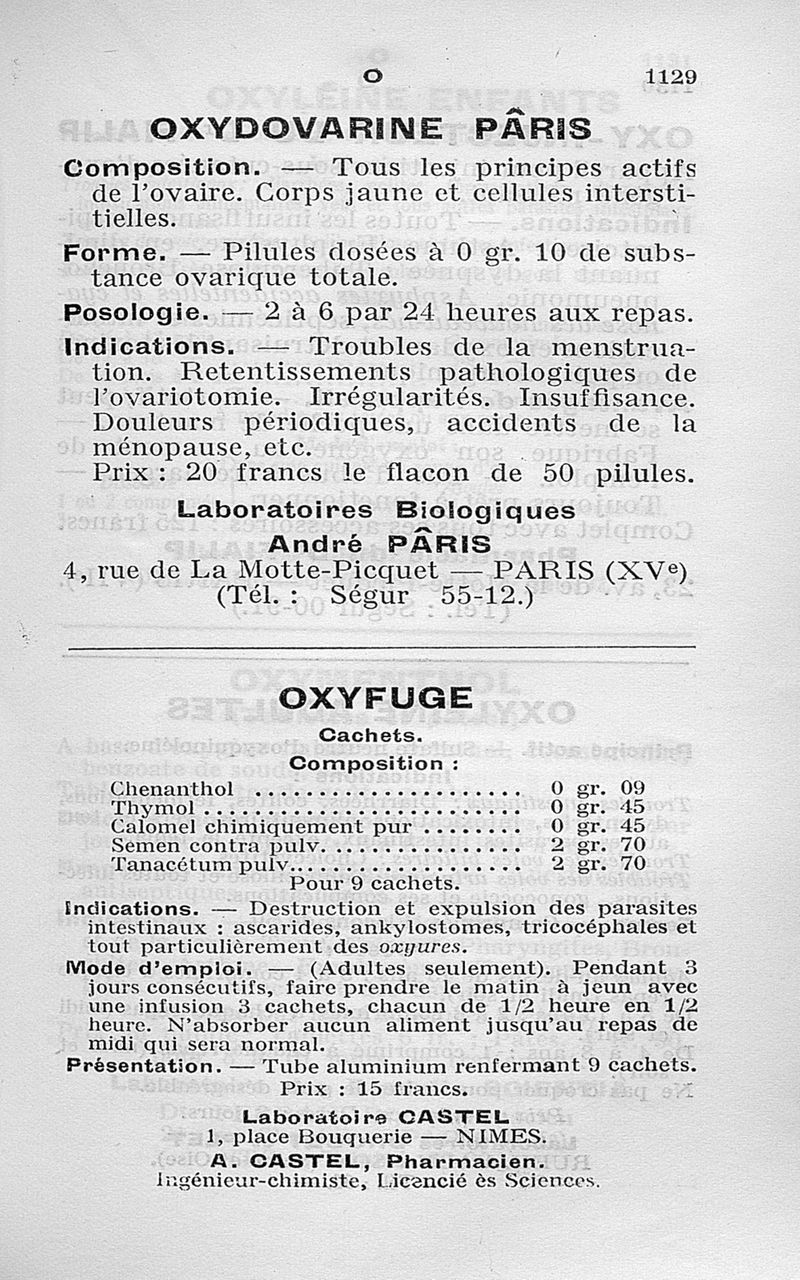 O 1129
OXYDOVARINE PÂRIS
Composition. — Tous les principes actifs
de l'ovaire. Corps jaune et cellules intersti-
tielles.
Forme. — Pilules dosées à 0 gr. 10 de subs-
tance ovarique totale.
Posologie. — 2 à 6 par 24 heures aux repas.
Indications. — Troubles de la menstrua-
tion. Retentissements pathologiques de
l'ovariotomie. Irrégularités. Insuffisance.
Douleurs périodiques, accidents de la
ménopause, etc.
Prix : 20 francs le flacon de 50 pilules.
Laboratoires Biologiques
André PÂRIS
4, rue de La Motte-Picquet — PARIS (XVe)
(Tél. : Ségur 55-12.)
OXYFUGE
Cachets.
Composition :
Chenanthol .................... 0 gr. 09
Thymol ........................ 0 gr. 45
Calomel chimiquement pur ........ 0 gr. 45
Semen contra pulv. .............. 2 gr. 70
Tanacétum pulv. ................. 2 gr. 70
Pour 9 cachets.
Indications. — Destruction et expulsion des parasites
intestinaux : ascarides, ankylostomes, tricocéphales et
tout particulièrement des oxyures.
Mode d'emploi. — (Adultes seulement). Pendant 3
jours consécutifs, faire prendre le matin à jeun avec
une infusion 3 cachets, chacun de 1/2 heure en 1/2
heure. N'absorber aucun aliment jusqu'au repas de
midi qui sera normal.
Présentation. — Tube aluminium renfermant 9 cachets.
Prix : 15 francs.
Laboratoire CASTEL
1, place Bouquerie — NIMES.
A. CASTEL, Pharmacien.
Ingénieur-chimiste, Licencié ès Sciences.